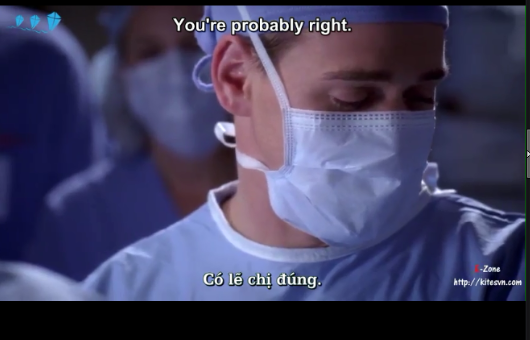 You're probably right.
Có lẽ chị đúng.
-Zone
http://kitesvn.com